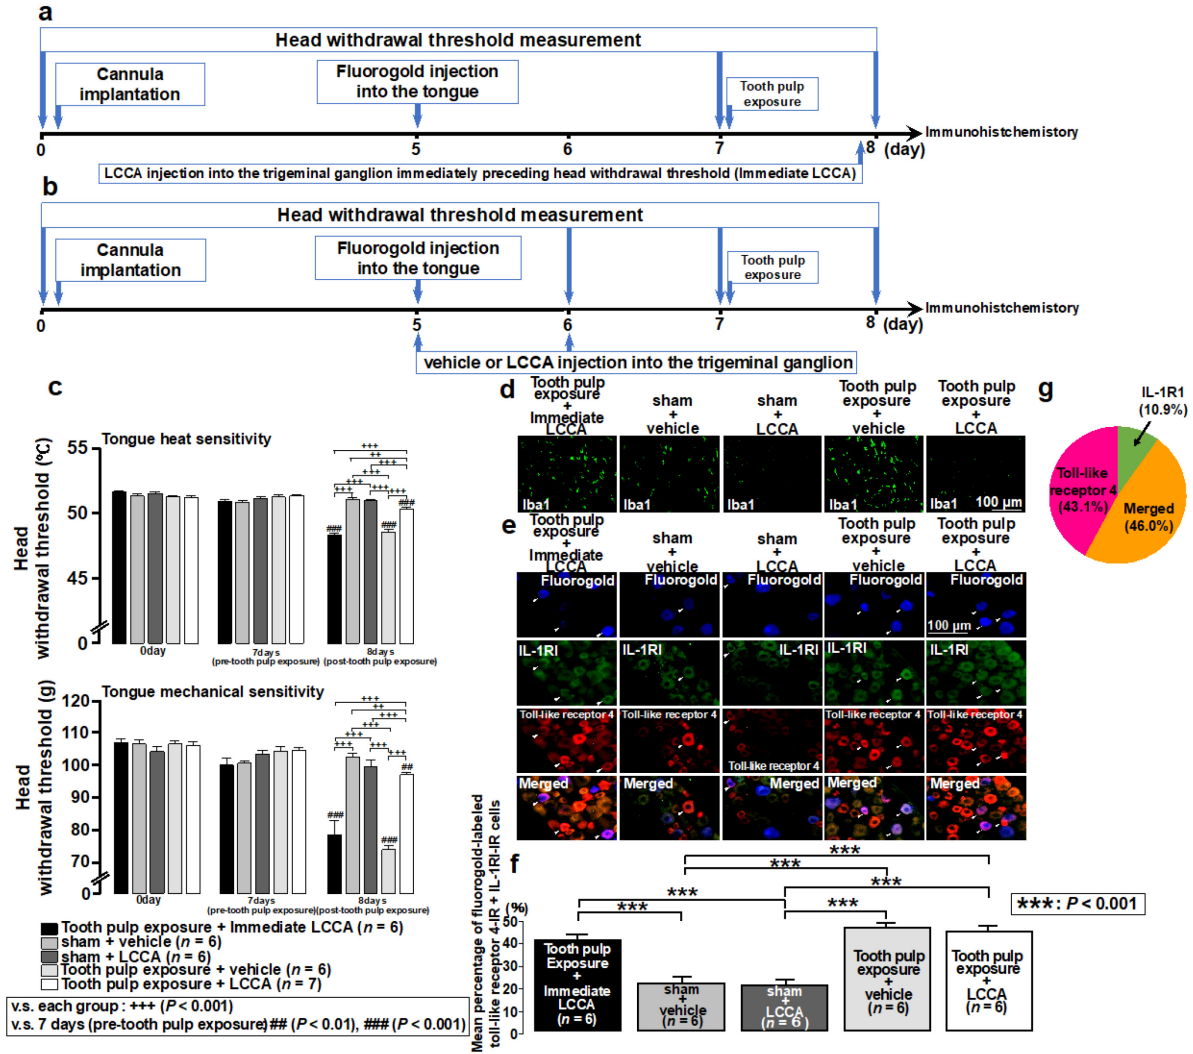 a
Head withdrawal threshold measurement
Cannula
implantation
Fluorogold injection
into the tongue
Tooth pulp
exposure
0
5
6
7
8
(day)
Immunohistchemistory
LCCA injection into the trigeminal ganglion immediately preceding head withdrawal threshold (Immediate LCCA)
b
Head withdrawal threshold measurement
Cannula
implantation
Fluorogold injection
into the tongue
Tooth pulp
exposure
0
5
6
7
8
(day)
Immunohistchemistory
vehicle or LCCA injection into the trigeminal ganglion
c
Tongue heat sensitivity
Head
withdrawal threshold (℃)
55
50
45
0
+++
++
+++
+++
+++
+++
+++
+++
###
###
###
0day
7days
(pre-tooth pulp exposure)
8days
(post-tooth pulp exposure)
Tongue mechanical sensitivity
Head
withdrawal threshold (g)
120
110
100
90
80
70
0
+++
++
+++
+++
+++
+++
+++
###
###
##
0day
7days
(pre-tooth pulp exposure)
8days
(post-tooth pulp exposure)
Tooth pulp exposure + Immediate LCCA (n = 6)
sham + vehicle (n = 6)
sham + LCCA (n = 6)
Tooth pulp exposure + vehicle (n = 6)
Tooth pulp exposure + LCCA (n = 7)
v.s. each group : +++ (P < 0.001)
v.s. 7 days (pre-tooth pulp exposure) ## (P < 0.01), ### (P < 0.001)
d
Tooth pulp
exposure
+
Immediate
LCCA
sham
+
vehicle
sham
+
LCCA
Tooth pulp
exposure
+
vehicle
Tooth pulp
exposure
+
LCCA
Iba1
Iba1
Iba1
Iba1
Iba1
100 µm
e
Tooth pulp
exposure
+
Immediate
LCCA
sham
+
vehicle
sham
+
LCCA
Tooth pulp
exposure
+
vehicle
Tooth pulp
exposure
+
LCCA
Fluorogold
Fluorogold
Fluorogold
Fluorogold
Fluorogold
100 µm
IL-1RI
IL-1RI
IL-1RI
IL-1RI
IL-1RI
Toll-like receptor 4
Toll-like receptor 4
Toll-like receptor 4
Toll-like receptor 4
Toll-like receptor 4
Merged
Merged
Merged
Merged
Merged
f
Mean percentage of fluorogold-labeled
toll-like receptor 4-IR + IL-1RI-IR cells
(%)
50
40
30
20
10
0
***
***
***
***
***
***
***: P < 0.001
Tooth pulp
Exposure
+
Immediate
LCCA
(n = 6)
sham
+
vehicle
(n = 6)
sham
+
LCCA
(n = 6)
Tooth pulp
exposure
+
vehicle
(n = 6)
Tooth pulp
exposure
+
LCCA
(n = 6)
g
IL-1R1
(10.9%)
Toll-like
receptor 4
(43.1%)
Merged
(46.0%)